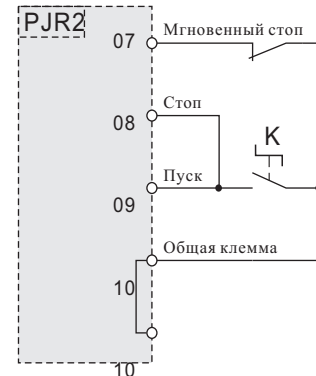 PJR2
07 Мгновенный стоп
Стоп
08
K
Пуск
09
Общая клемма
10
10